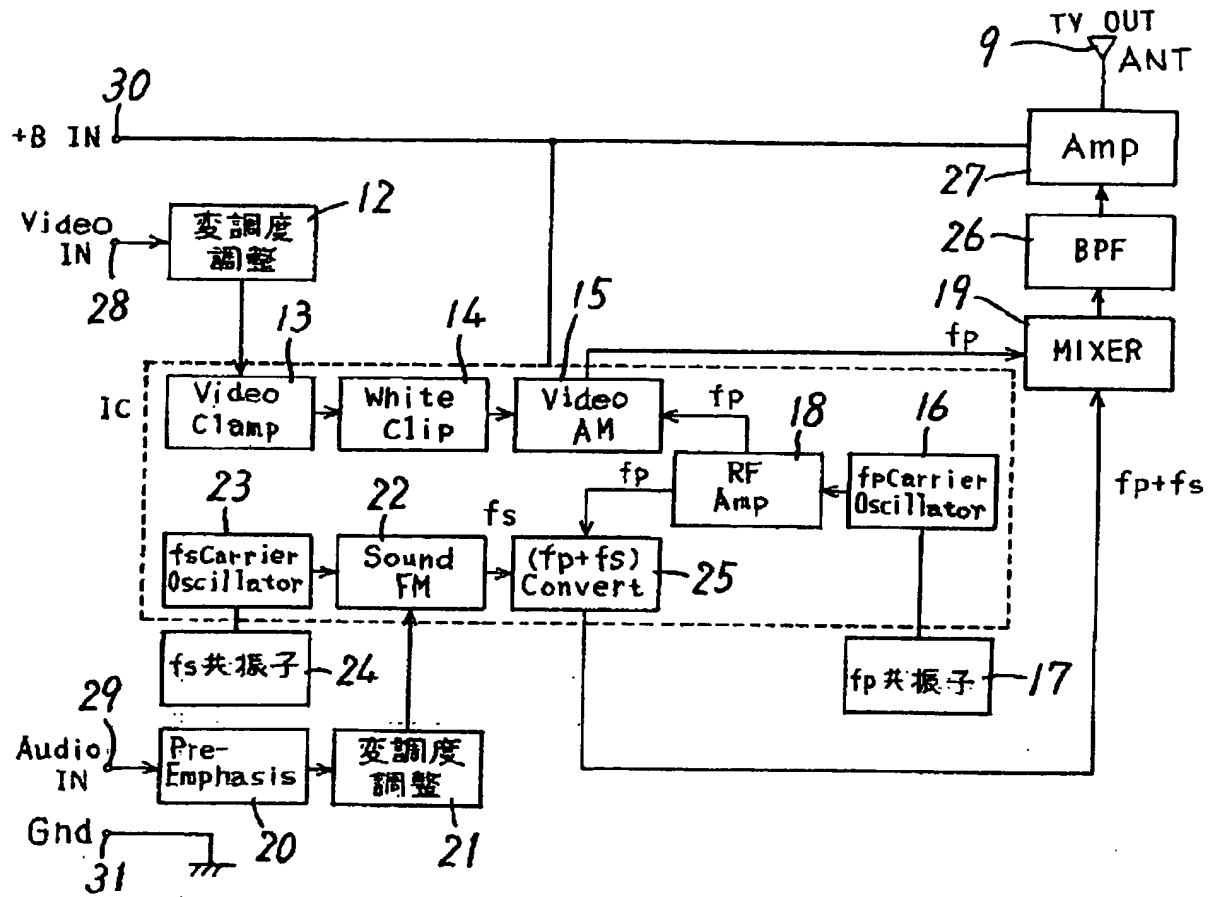 TV OUT
9
ANT
30
+B IN
Amp
27
12
Video
IN
変調度
調整
28
26
BPF
13
14
15
19
fp
MIXER
IC
Video
Clamp
White
Clip
Video
AM
fp
18
16
23
22
fs
fp
RF
Amp
fpCarrier
Oscillator
fp+fs
fsCarrier
Oscillator
Sound
FM
(fp+fs)
Convert
25
fs共振子
24
fp共振子
17
29
Audio
IN
Pre-
Emphasis
変調度
調整
20
21
Gnd
31